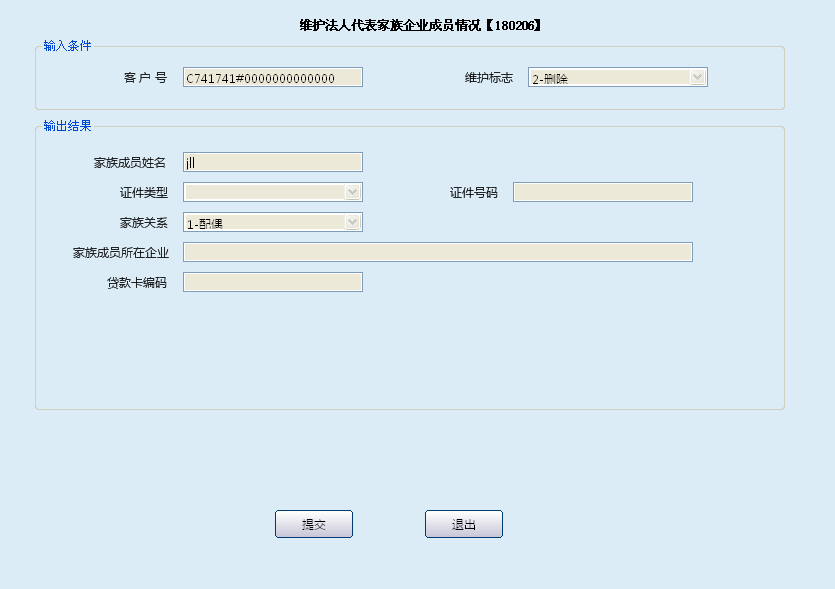 维护法人代表家族企业成员情况【180206】
输入条件
客 户 号 C741741#0000000000000 维护标志 2-删除
输出结果
家族成员姓名 jll
证件类型 证件号码
家族关系 1-配偶
家族成员所在企业
贷款卡编码
提交 退出